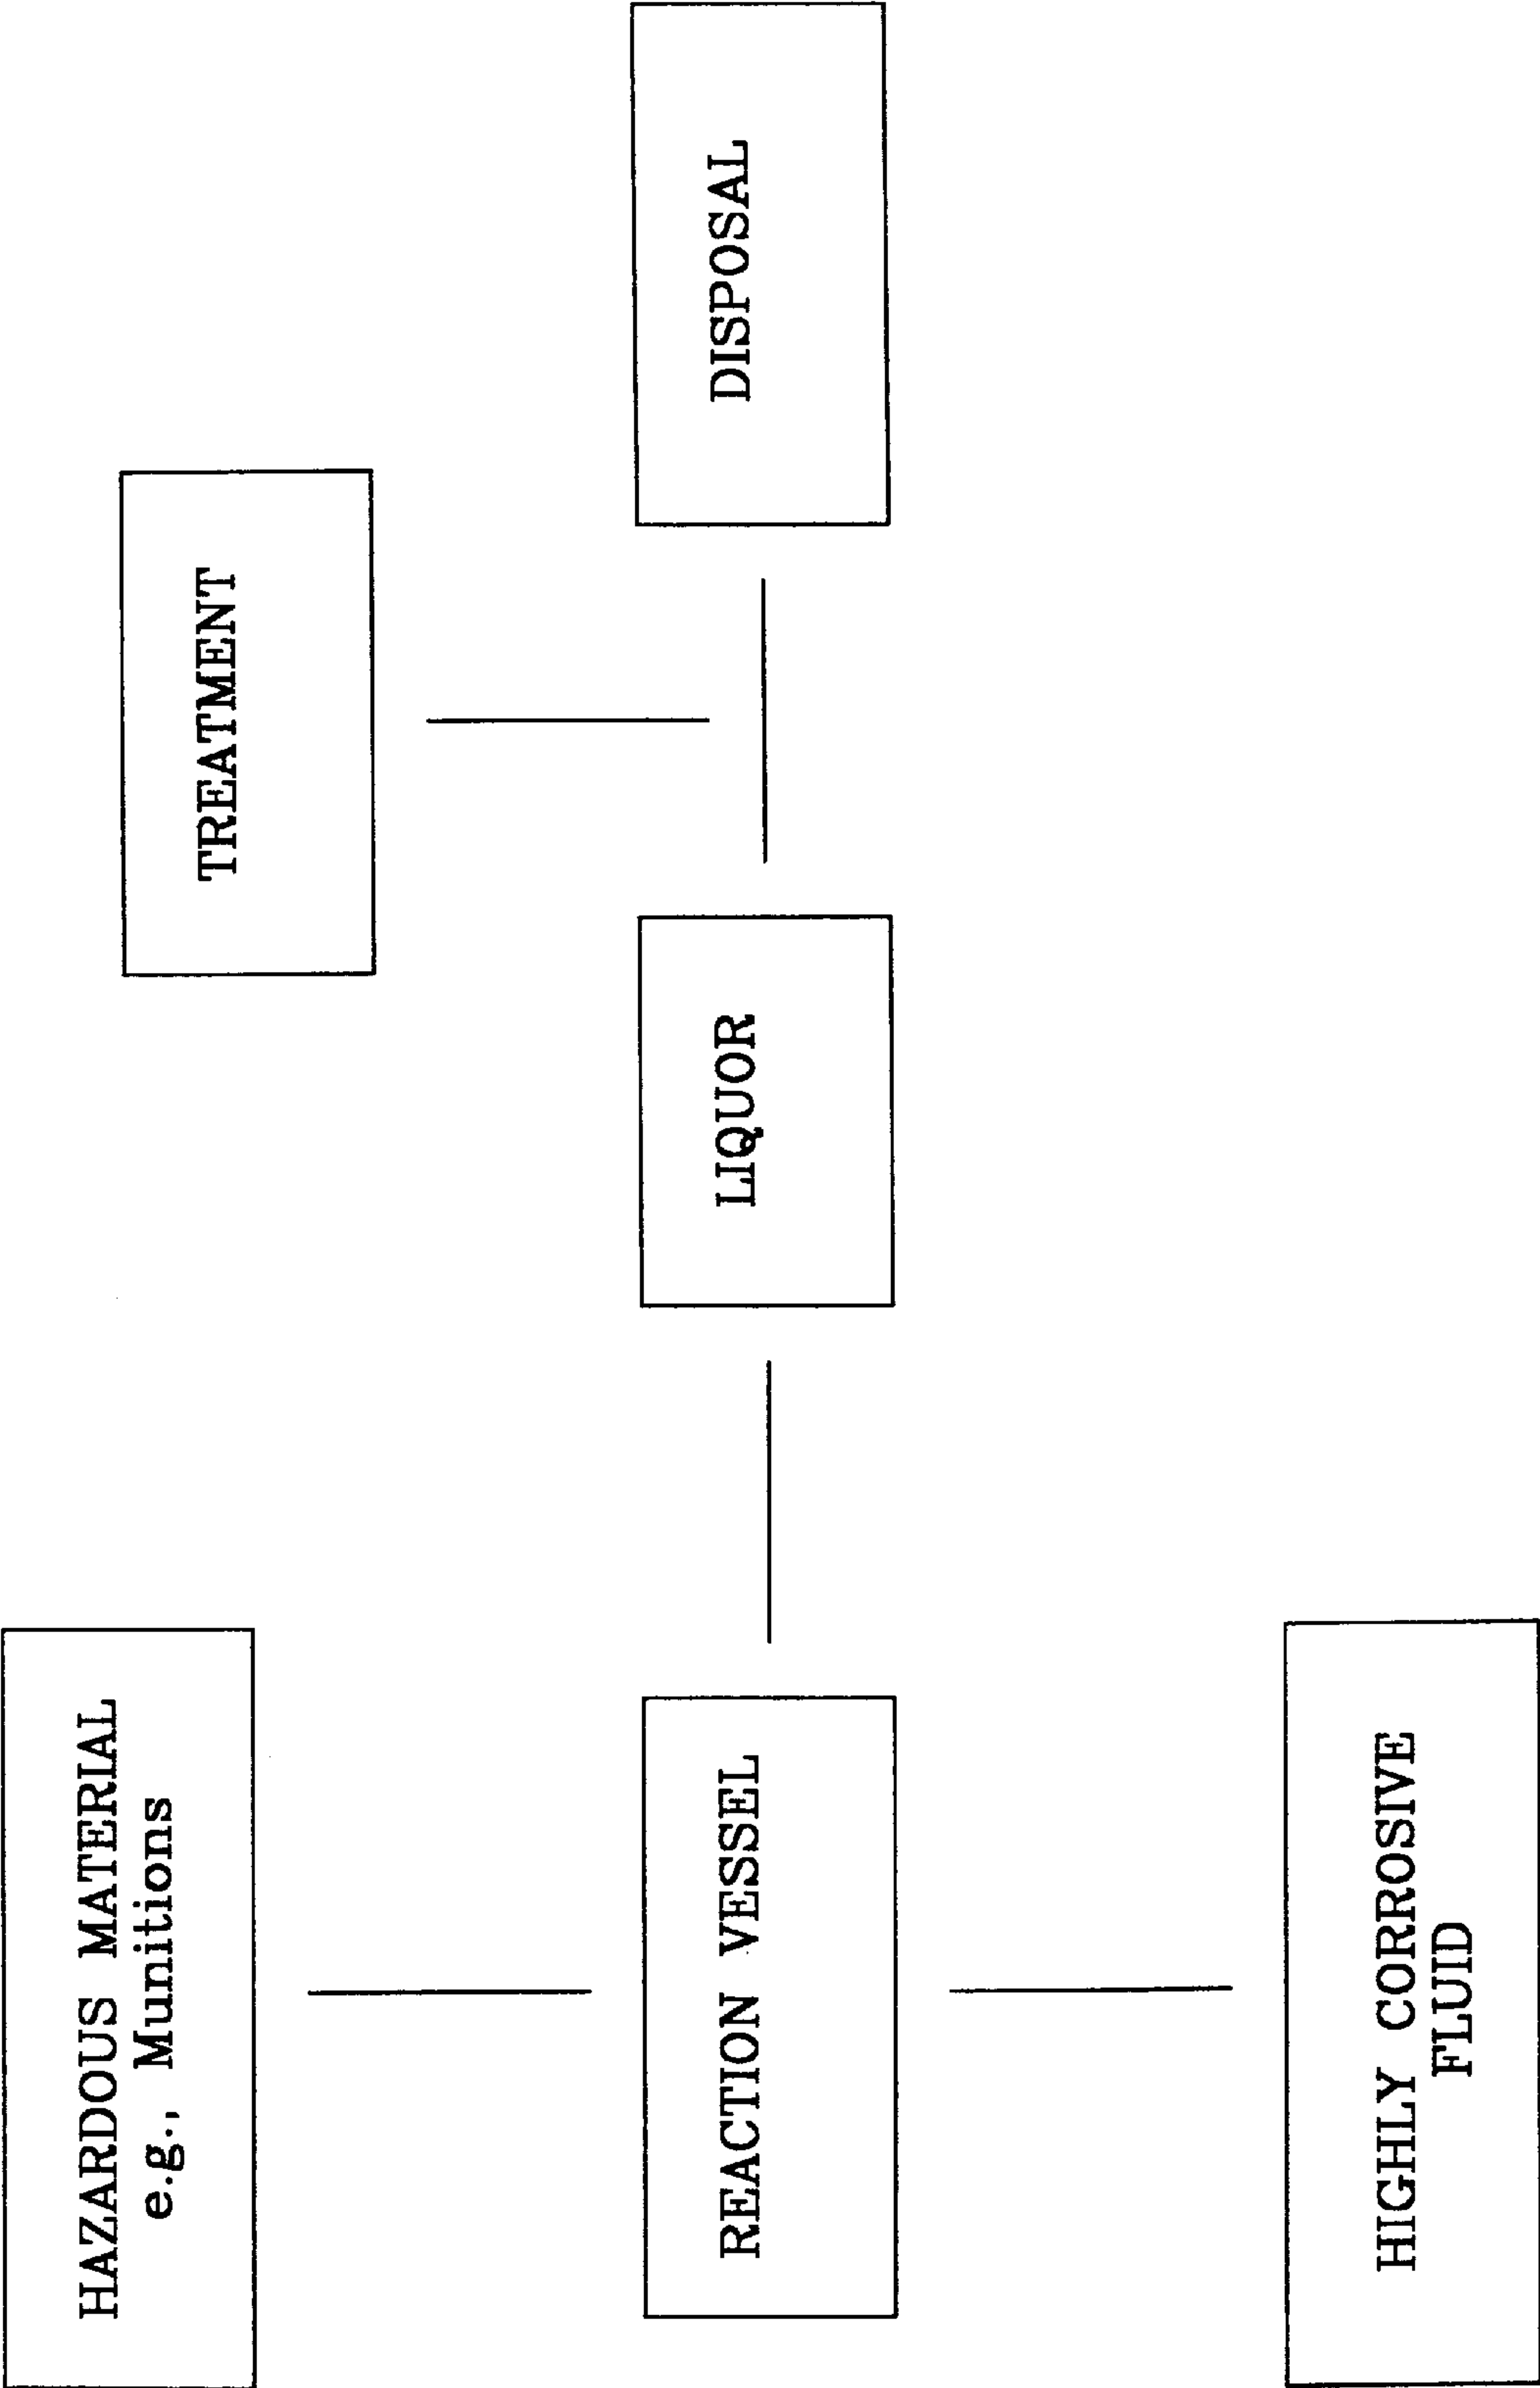 HAZARDOUS MATERIAL
e.g., Munitions
TREATMENT
REACTION VESSEL
LIQUOR
DISPOSAL
HIGHLY CORROSIVE
FLUID